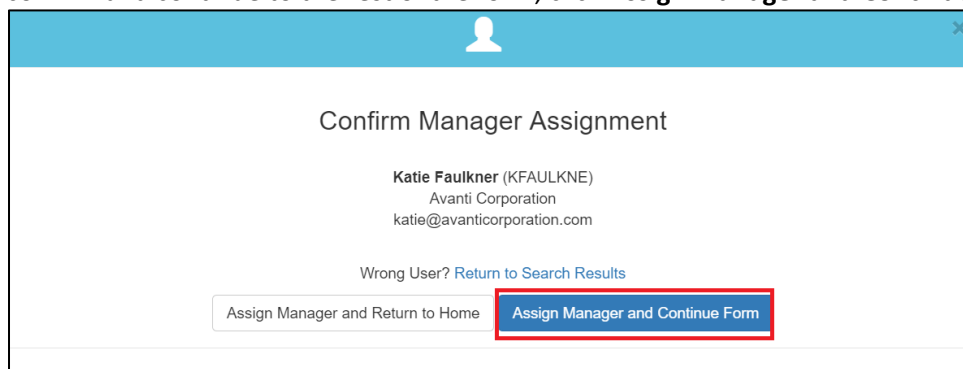 Confirm Manager Assignment
Katie Faulkner (KFAULKNE)
Avanti Corporation
katie@avanticorporation.com
Wrong User? Return to Search Results
Assign Manager and Return to Home Assign Manager and Continue Form